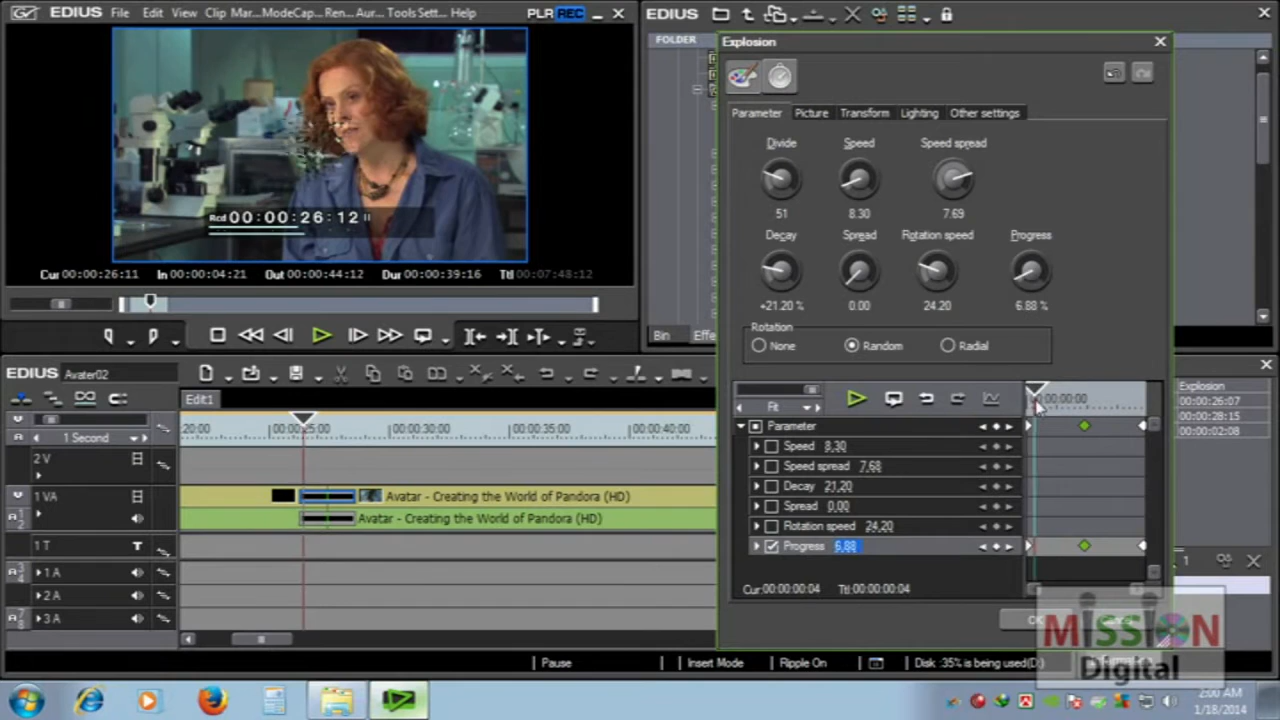 EDIUS File Edit View Clip Mar... Mode Cap... Ren... Aur... Tools Sett... Help PLR REC
Rcd 00:00:26:12
Cur 00:00:26:11 In 00:00:04:21 Out 00:00:44:12 Dur 00:00:39:16 Ttl 00:07:48:12
EDIUS
FOLDER
Bin
Explosion
Parameter Picture Transform Lighting Other settings
Divide Speed Speed spread
51 8.30 7.69
Decay Spread Rotation speed Progress
+21.20 % 0.00 24.20 6.88 %
Rotation
None Random Radial
Fit
00:00:00
Parameter
Speed 8.30
Speed spread 7.68
Decay 21.20
Spread 0.00
Rotation speed 24.20
Progress 6.88
Cur:00:00:00:04 Ttl:00:00:00:04
OK
EDIUS Avater02
Edit1
1 Second
:20:00 00:00:25:00 00:00:30:00 00:00:35:00 00:00:40:00
2 V
1 VA Avatar - Creating the World of Pandora (HD)
1 2 Avatar - Creating the World of Pandora (HD)
1 T T
1 A
2 A
3 A
Explosion
00:00:26:07
00:00:28:15
00:00:02:08
Pause Insert Mode Ripple On Disk :35% is being used(D:)
MiSSION
Digital
2:00 AM
1/18/2014